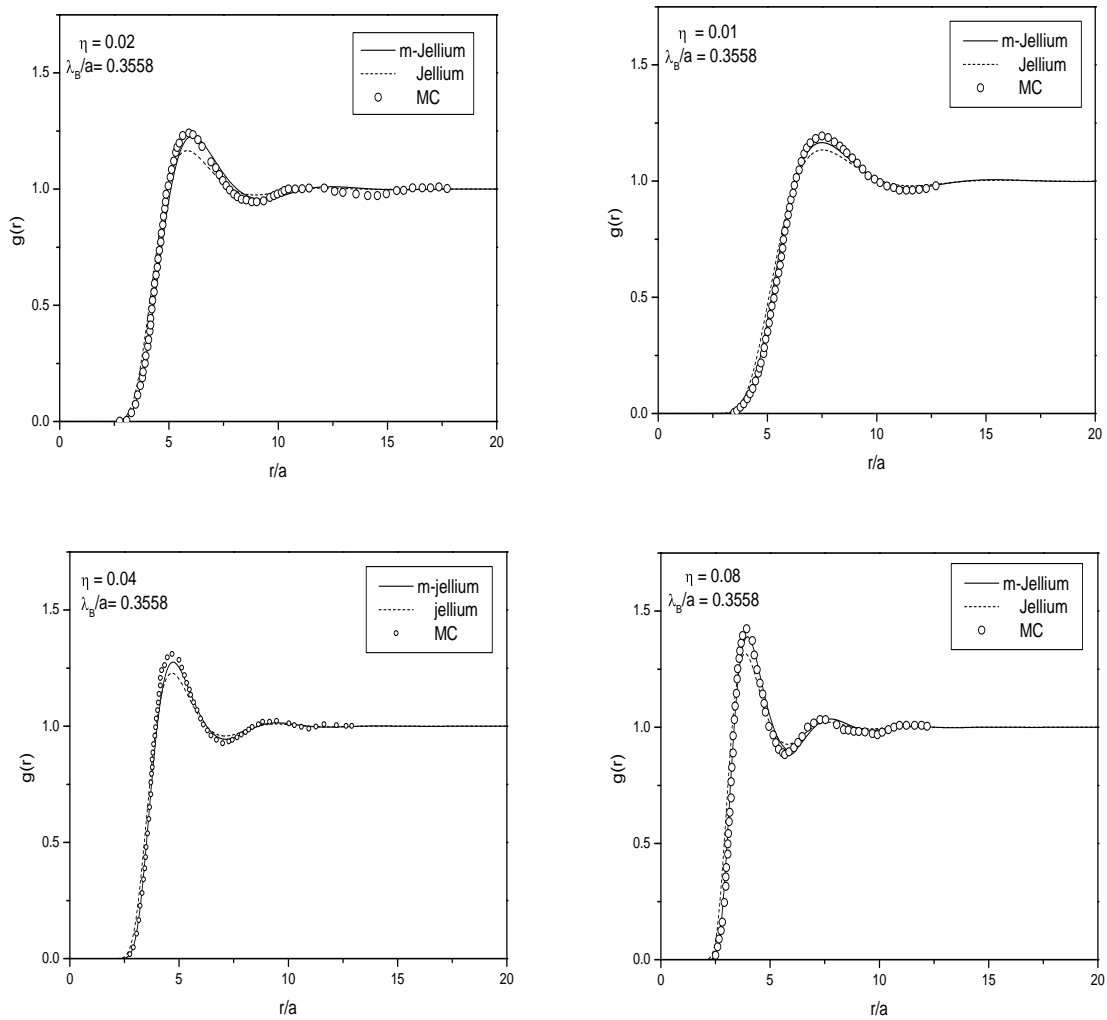 η = 0.02
λB/a= 0.3558
m-Jellium
Jellium
MC
g(r)
1.5
1.0
0.5
0.0
0 5 10 15 20
r/a
η = 0.01
λB/a= 0.3558
m-Jellium
Jellium
MC
g(r)
1.5
1.0
0.5
0.0
0 5 10 15 20
r/a
η = 0.04
λB/a= 0.3558
m-jellium
jellium
MC
g(r)
1.5
1.0
0.5
0.0
0 5 10 15 20
r/a
η = 0.08
λB/a= 0.3558
m-Jellium
Jellium
MC
g(r)
1.5
1.0
0.5
0.0
0 5 10 15 20
r/a